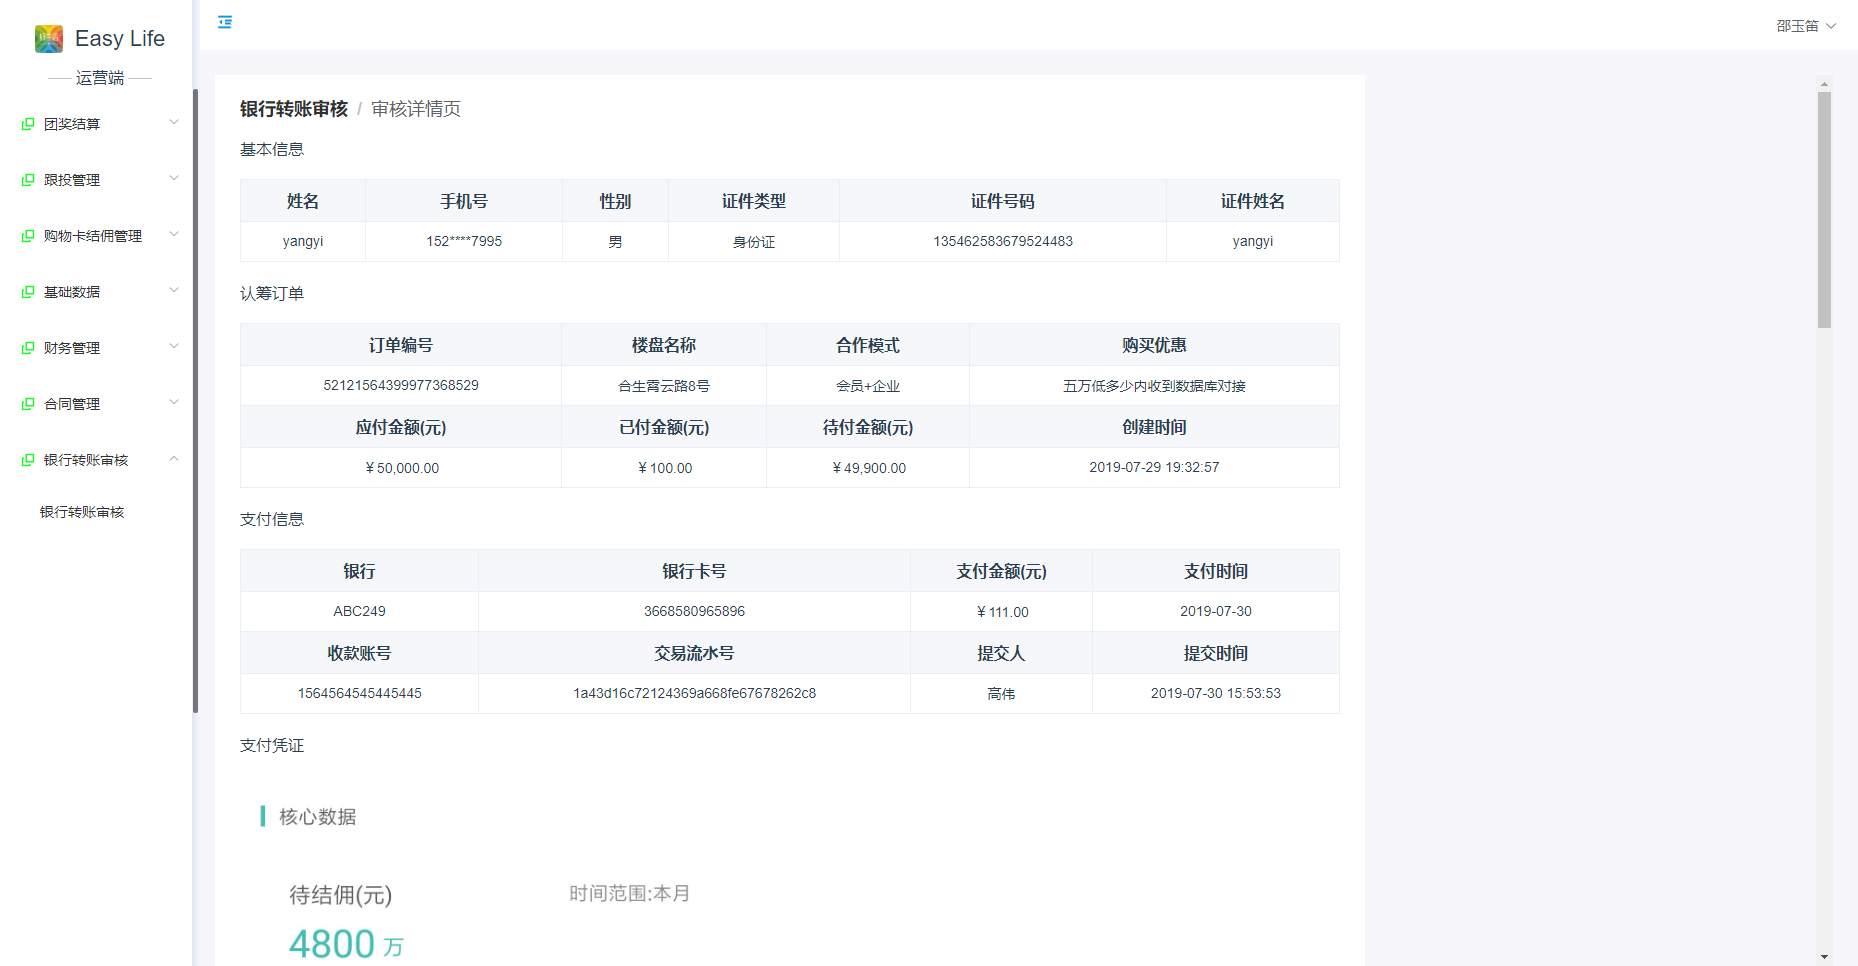 Easy Life
运营端
团奖结算
跟投管理
购物卡结佣管理
基础数据
财务管理
合同管理
银行转账审核
银行转账审核
邵玉笛
银行转账审核 / 审核详情页
基本信息
姓名 手机号 性别 证件类型 证件号码 证件姓名
yangyi 152****7995 男 身份证 135462583679524483 yangyi
认筹订单
订单编号 楼盘名称 合作模式 购买优惠
52121564399977368529 合生霄云路8号 会员+企业 五万低多少内收到数据库对接
应付金额(元) 已付金额(元) 待付金额(元) 创建时间
¥ 50,000.00 ¥ 100.00 ¥ 49,900.00 2019-07-29 19:32:57
支付信息
银行 银行卡号 支付金额(元) 支付时间
ABC249 3668580965896 ¥ 111.00 2019-07-30
收款账号 交易流水号 提交人 提交时间
1564564545445445 1a43d16c72124369a668fe67678262c8 高伟 2019-07-30 15:53:53
支付凭证
核心数据
待结佣(元) 时间范围:本月
4800 万